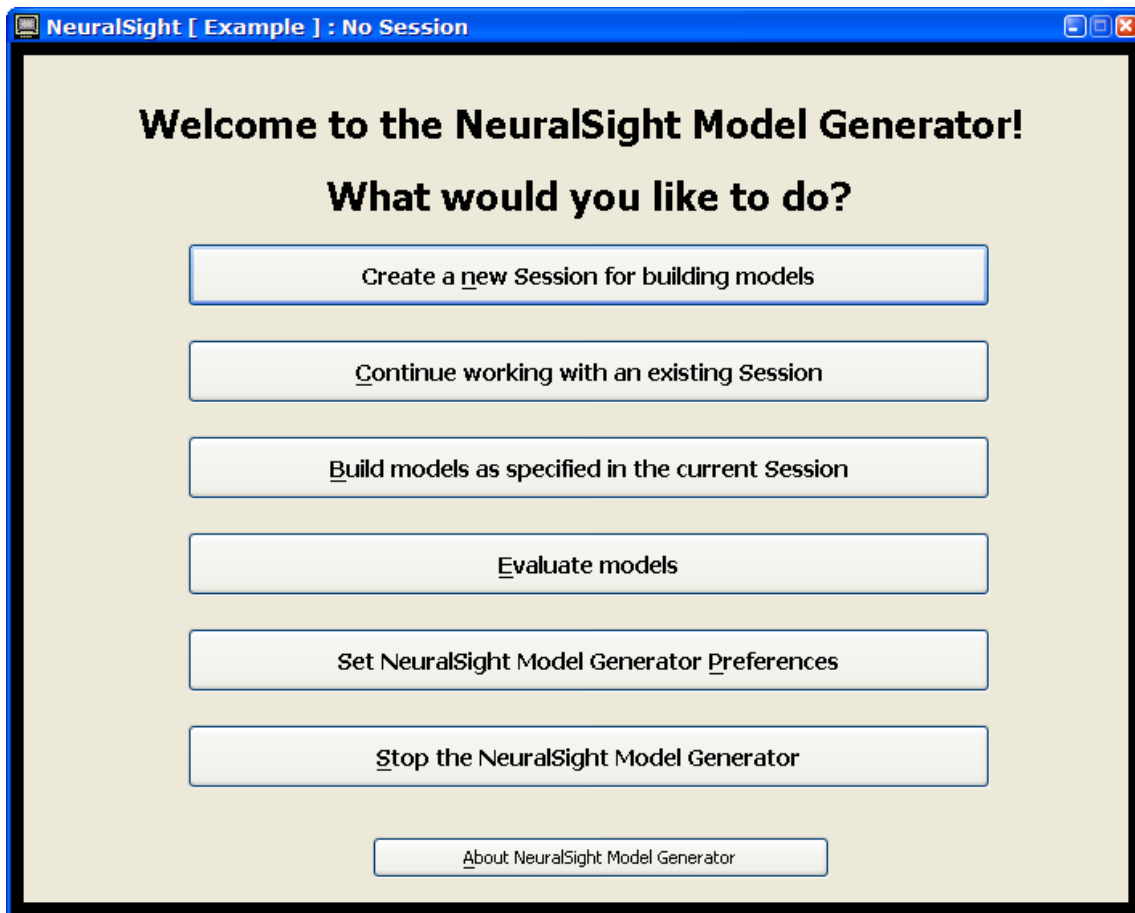 NeuralSight [ Example ] : No Session
Welcome to the NeuralSight Model Generator!
What would you like to do?
Create a new Session for building models
Continue working with an existing Session
Build models as specified in the current Session
Evaluate models
Set NeuralSight Model Generator Preferences
Stop the NeuralSight Model Generator
About NeuralSight Model Generator